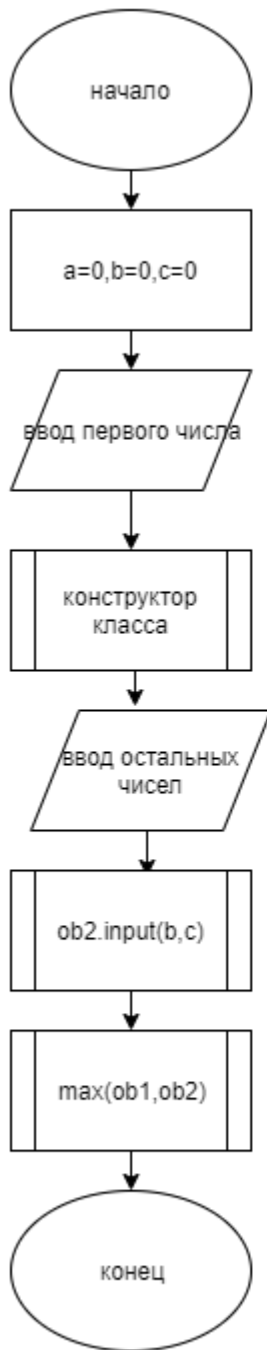 начало
a=0,b=0,c=0
ввод первого числа
конструктор
класса
ввод остальных
чисел
ob2.input(b,c)
max(ob1,ob2)
конец